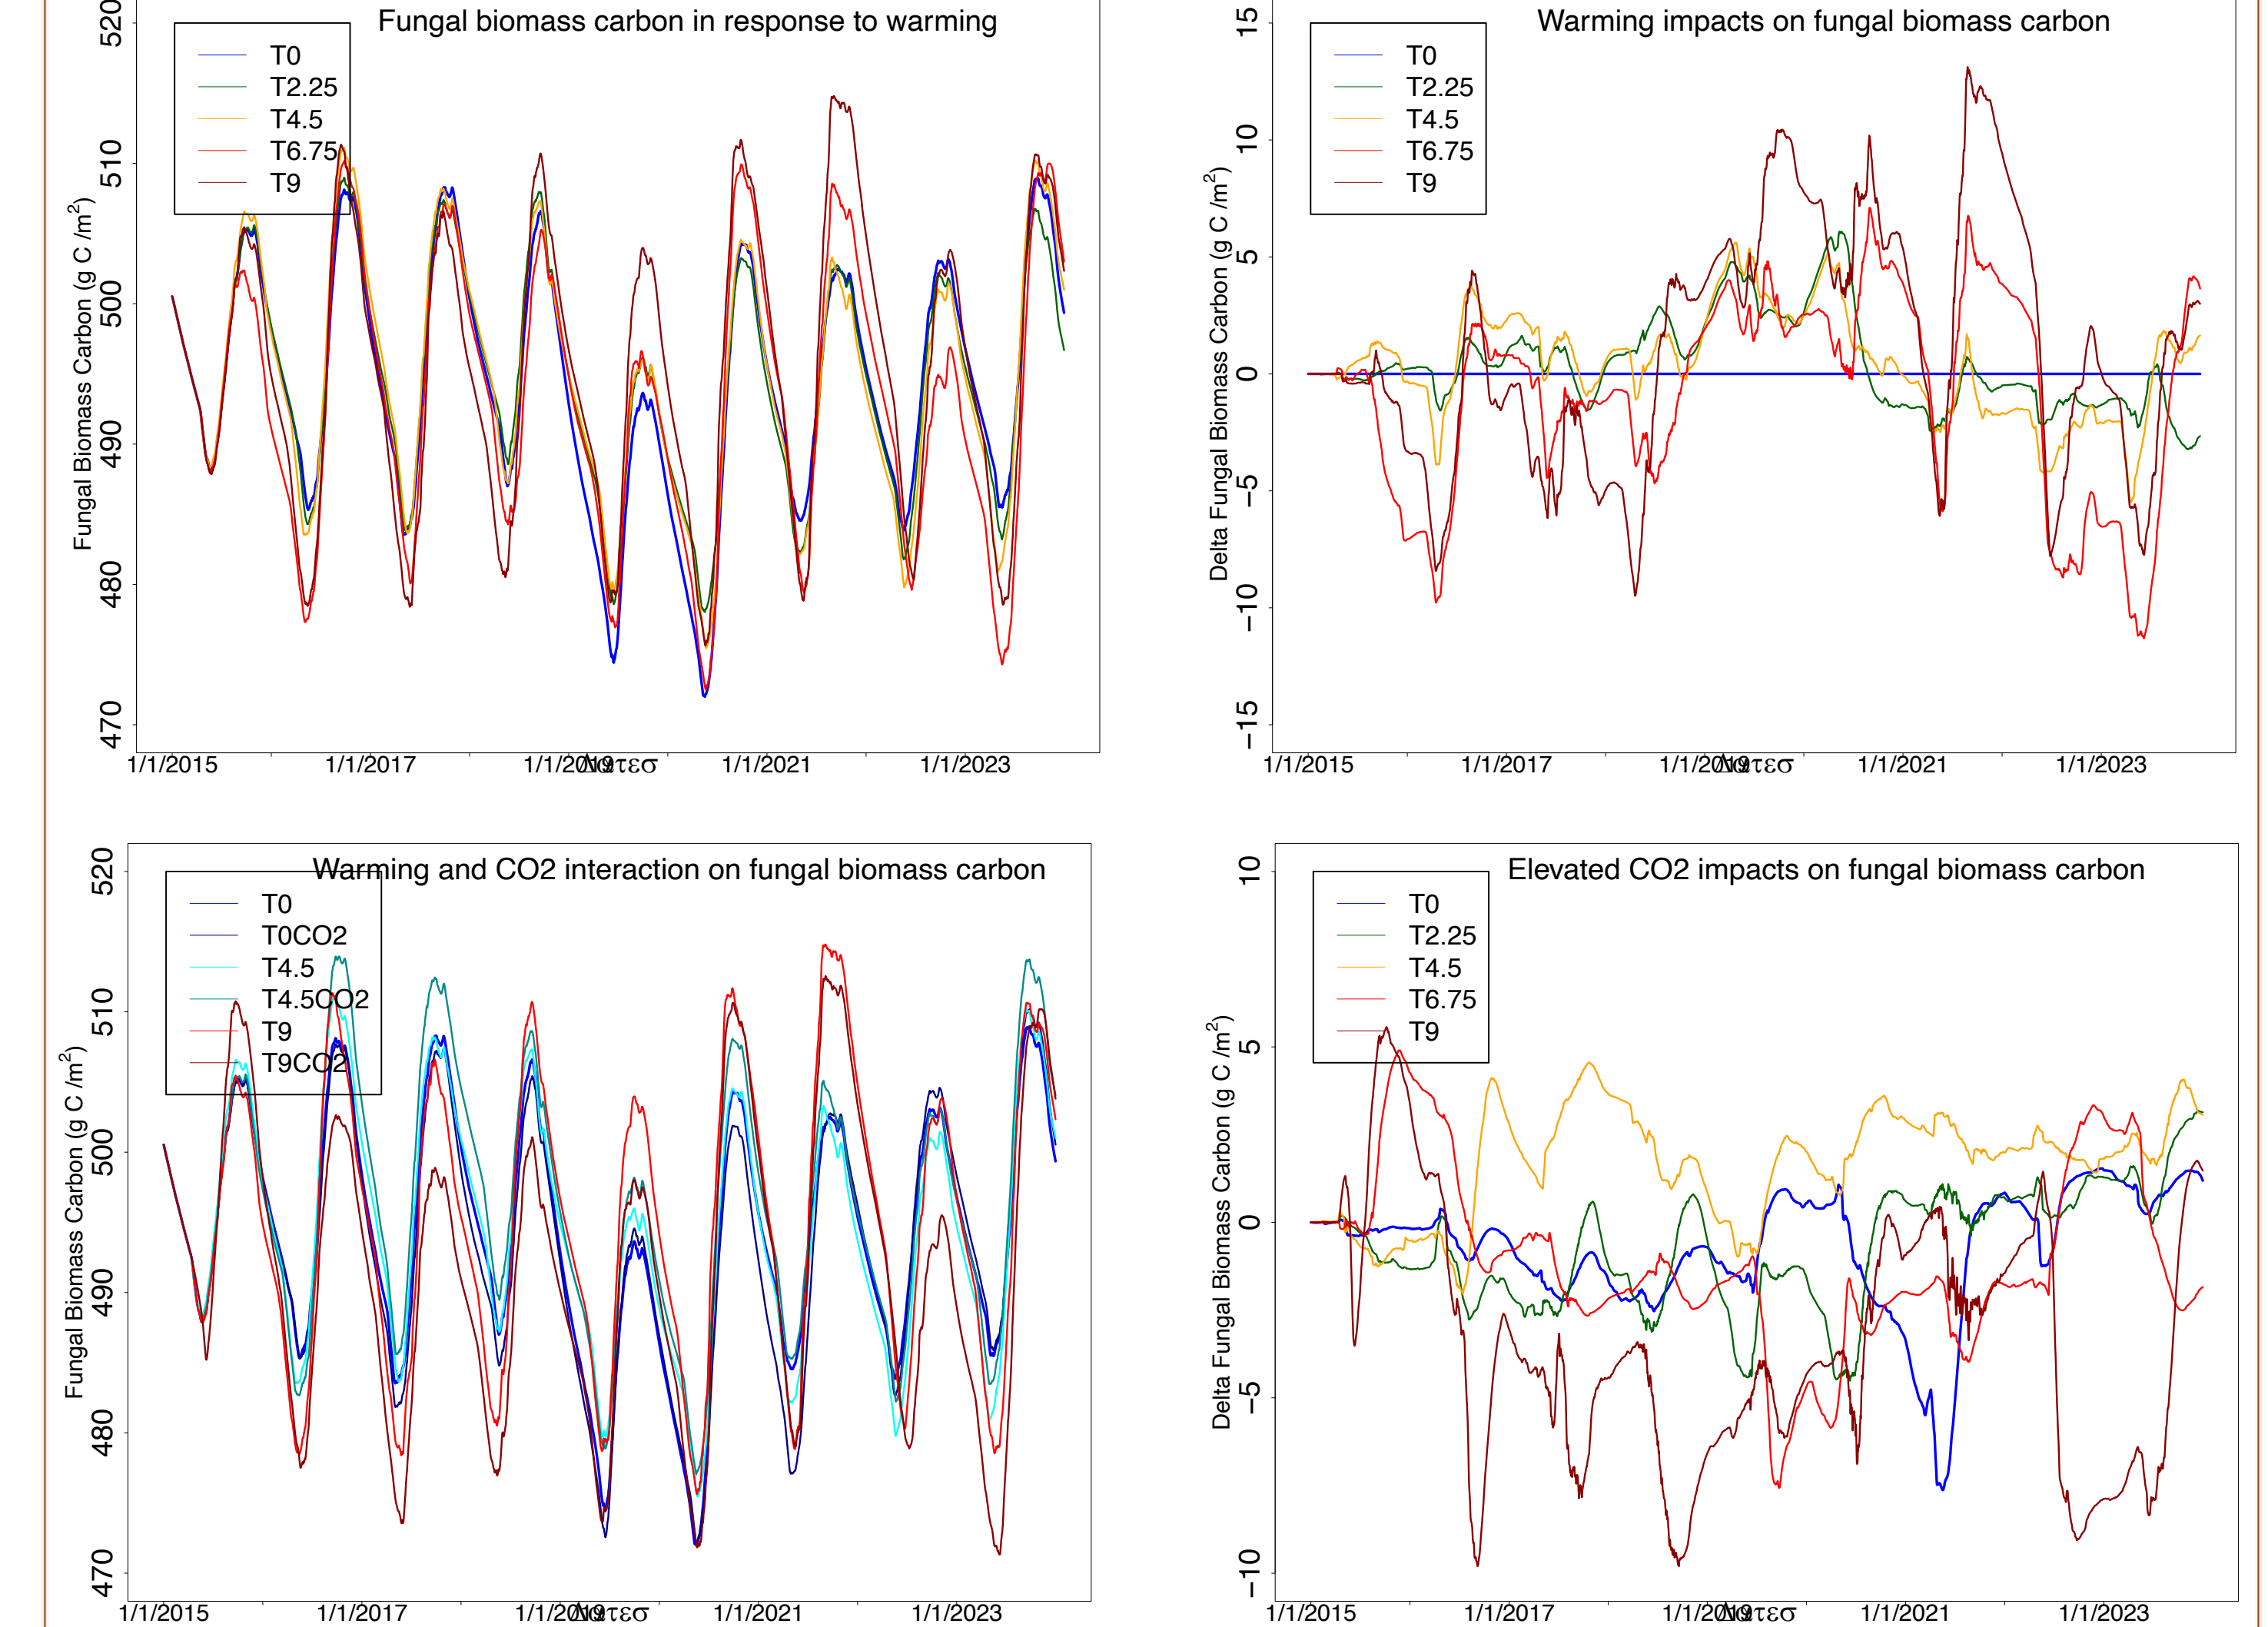 Fungal biomass carbon in response to warming
T0
T2.25
T4.5
T6.75
T9
Fungal Biomass Carbon (g C /m²)
520
510
500
490
480
470
1/1/2015
1/1/2017
1/1/2019
Δατεσ
1/1/2021
1/1/2023
Warming impacts on fungal biomass carbon
T0
T2.25
T4.5
T6.75
T9
Delta Fungal Biomass Carbon (g C /m²)
15
10
5
0
−5
−10
−15
1/1/2015
1/1/2017
1/1/2019
Δατεσ
1/1/2021
1/1/2023
Warming and CO2 interaction on fungal biomass carbon
T0
T0CO2
T4.5
T4.5CO2
T9
T9CO2
Fungal Biomass Carbon (g C /m²)
520
510
500
490
480
470
1/1/2015
1/1/2017
1/1/2019
Δατεσ
1/1/2021
1/1/2023
Elevated CO2 impacts on fungal biomass carbon
T0
T2.25
T4.5
T6.75
T9
Delta Fungal Biomass Carbon (g C /m²)
10
5
0
−5
−10
1/1/2015
1/1/2017
1/1/2019
Δατεσ
1/1/2021
1/1/2023